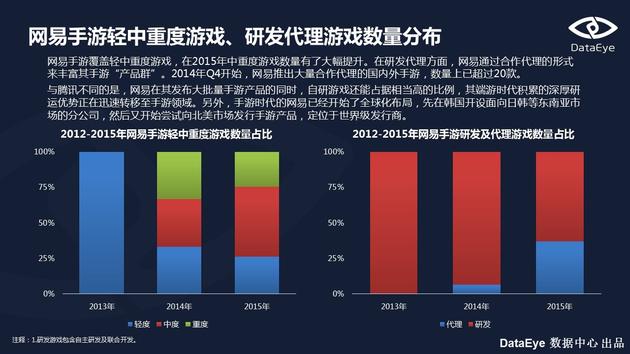 网易手游轻中重度游戏、研发代理游戏数量分布
DataEye
网易手游覆盖轻中重度游戏，在2015年中重度游戏数量有了大幅提升。在研发代理方面，网易通过合作代理的形式
来丰富其手游“产品群”。2014年Q4开始，网易推出大量合作代理的国内外手游，数量上已超过20款。
与腾讯不同的是，网易在其发布大批量手游产品的同时，自研游戏还能占据相当高的比例，其端游时代积累的深厚研
运优势正在迅速转移至手游领域。另外，手游时代的网易已经开始了全球化布局，先在韩国开设面向日韩等东南亚市
场的分公司，然后又开始尝试向北美市场发行手游产品，定位于世界级发行商。
2012-2015年网易手游轻中重度游戏数量占比
100%
75%
50%
25%
0%
2013年
2014年
2015年
轻度
中度
重度
2012-2015年网易手游研发及代理游戏数量占比
100%
75%
50%
25%
0%
2013年
2014年
2015年
代理
研发
注释：1.研发游戏包含自主研发及联合开发。
DataEye 数据中心 出品